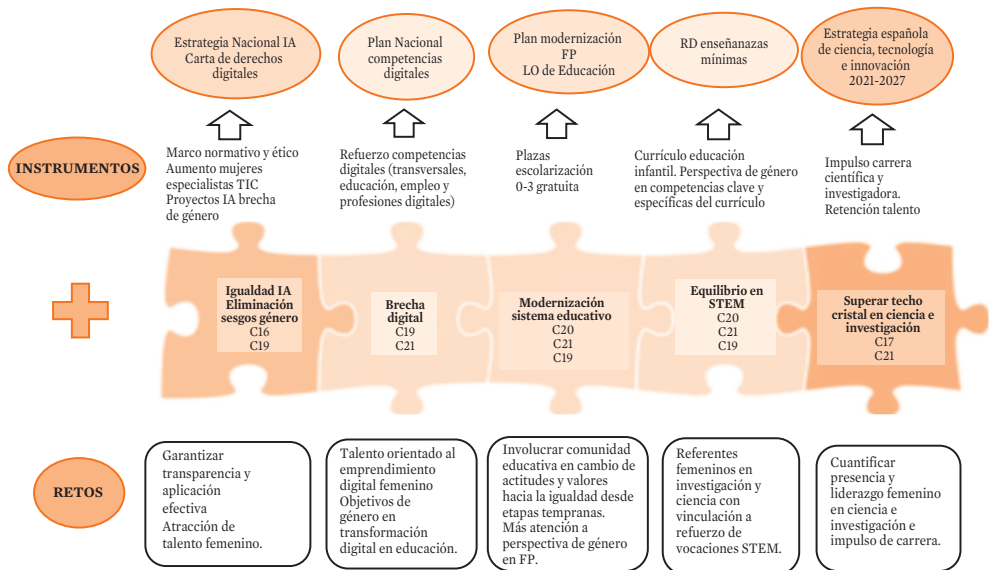 Estrategia Nacional IA
Carta de derechos
digitales
Plan Nacional
competencias
digitales
Plan modernización
FP
LO de Educación
RD enseñanazas
mínimas
Estrategia española
de ciencia, tecnología
e innovación
2021-2027
INSTRUMENTOS
Marco normativo y ético
Aumento mujeres
especialistas TIC
Proyectos IA brecha
de género
Refuerzo competencias
digitales (transversales,
educación, empleo y
profesiones digitales)
Plazas
escolarización
0-3 gratuita
Currículo educación
infantil. Perspectiva de género
en competencias clave y
específicas del currículo
Impulso carrera
científica y
investigadora.
Retención talento
Igualdad IA
Eliminación
sesgos género
C16
C19
Brecha
digital
C19
C21
Modernización
sistema educativo
C20
C21
C19
Equilibrio en
STEM
C20
C21
C19
Superar techo
cristal en ciencia e
investigación
C17
C21
RETOS
Garantizar
transparencia y
aplicación
efectiva
Atracción de
talento femenino.
Talento orientado al
emprendimiento
digital femenino
Objetivos de
género en
transformación
digital en educación.
Involucrar comunidad
educativa en cambio de
actitudes y valores
hacia la igualdad desde
etapas tempranas.
Más atención a
perspectiva de género
en FP.
Referentes
femeninos en
investigación y
ciencia con
vinculación a
refuerzo de
vocaciones STEM.
Cuantificar
presencia y
liderazgo femenino
en ciencia e
investigación e
impulso de carrera.